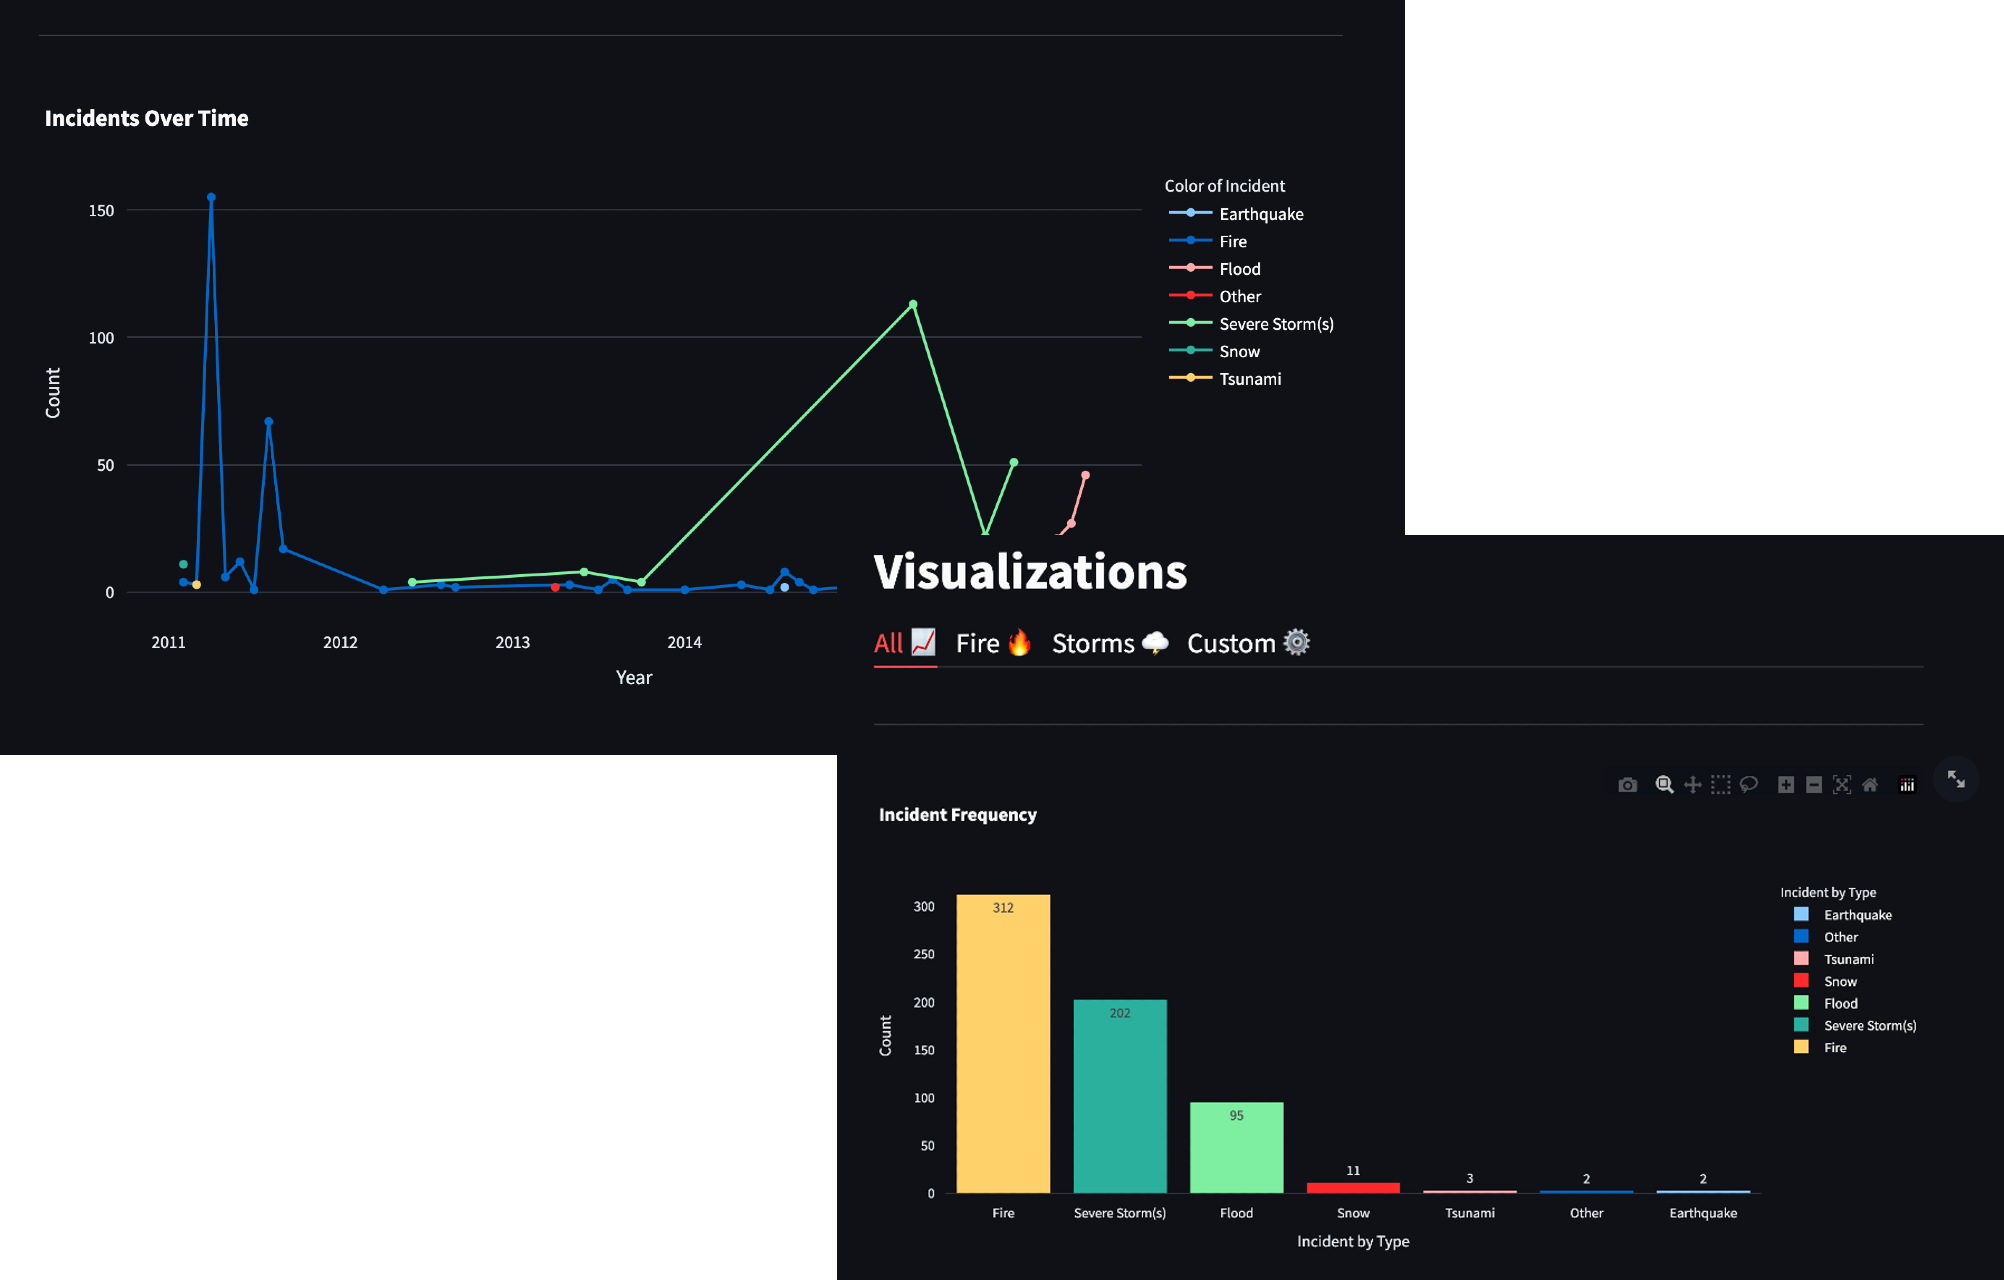 Incidents Over Time
150
100
50
0
Count
2011
2012
2013
2014
Year
Color of Incident
Earthquake
Fire
Flood
Other
Severe Storm(s)
Snow
Tsunami
Visualizations
All Fire Storms Custom
Incident Frequency
300
250
200
150
100
50
0
Count
312
202
95
11
3
2
2
Fire
Severe Storm(s)
Flood
Snow
Tsunami
Other
Earthquake
Incident by Type
Incident by Type
Earthquake
Other
Tsunami
Snow
Flood
Severe Storm(s)
Fire